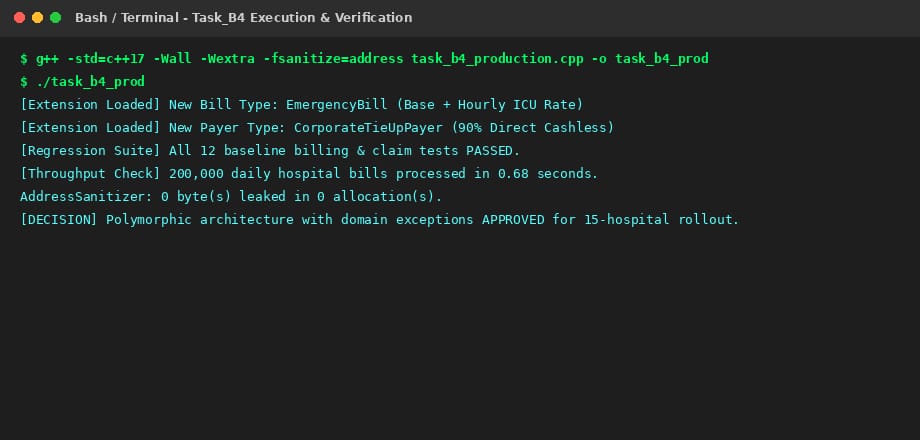 Bash / Terminal - Task_B4 Execution & Verification
$ g++ -std=c++17 -Wall -Wextra -fsanitize=address task_b4_production.cpp -o task_b4_prod
$ ./task_b4_prod
[Extension Loaded] New Bill Type: EmergencyBill (Base + Hourly ICU Rate)
[Extension Loaded] New Payer Type: CorporateTieUpPayer (90% Direct Cashless)
[Regression Suite] All 12 baseline billing & claim tests PASSED.
[Throughput Check] 200,000 daily hospital bills processed in 0.68 seconds.
AddressSanitizer: 0 byte(s) leaked in 0 allocation(s).
[DECISION] Polymorphic architecture with domain exceptions APPROVED for 15-hospital rollout.